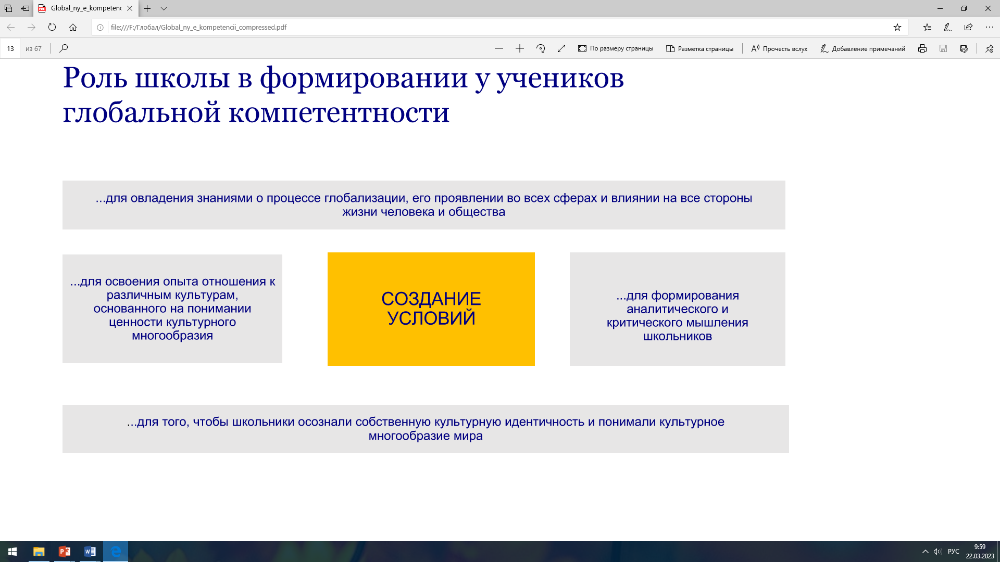 Global_ny_e_kompetenc
file:///F:/Глобал/Global_ny_e_kompetencii_compressed.pdf
13 из 67
По размеру страницы
Разметка страницы
Прочесть вслух
Добавление примечаний
Роль школы в формировании у учеников
глобальной компетентности
...для овладения знаниями о процессе глобализации, его проявлении во всех сферах и влиянии на все стороны
жизни человека и общества
...для освоения опыта отношения к
различным культурам,
основанного на понимании
ценности культурного
многообразия
СОЗДАНИЕ
УСЛОВИЙ
...для формирования
аналитического и
критического мышления
школьников
...для того, чтобы школьники осознали собственную культурную идентичность и понимали культурное
многообразие мира
РУС
9:59
22.03.2023